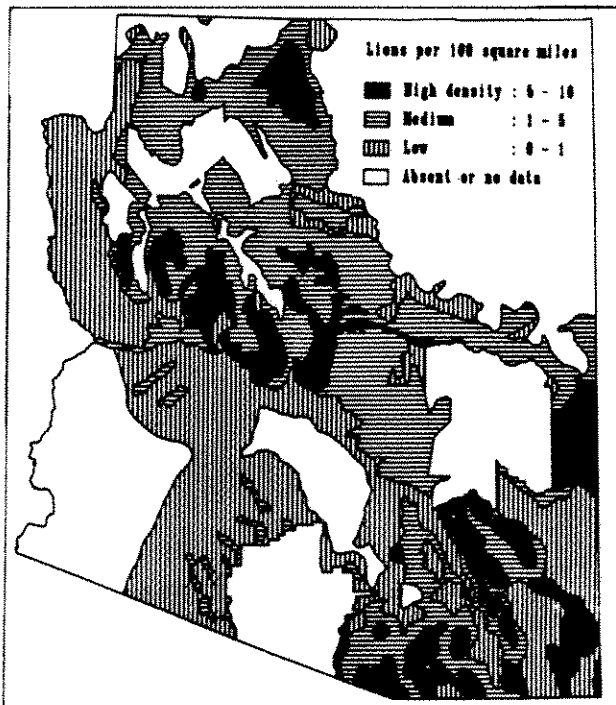 Lions per 100 square miles
High density : 5 - 10
Medium : 1 - 5
Low : 0 - 1
Absent or no data